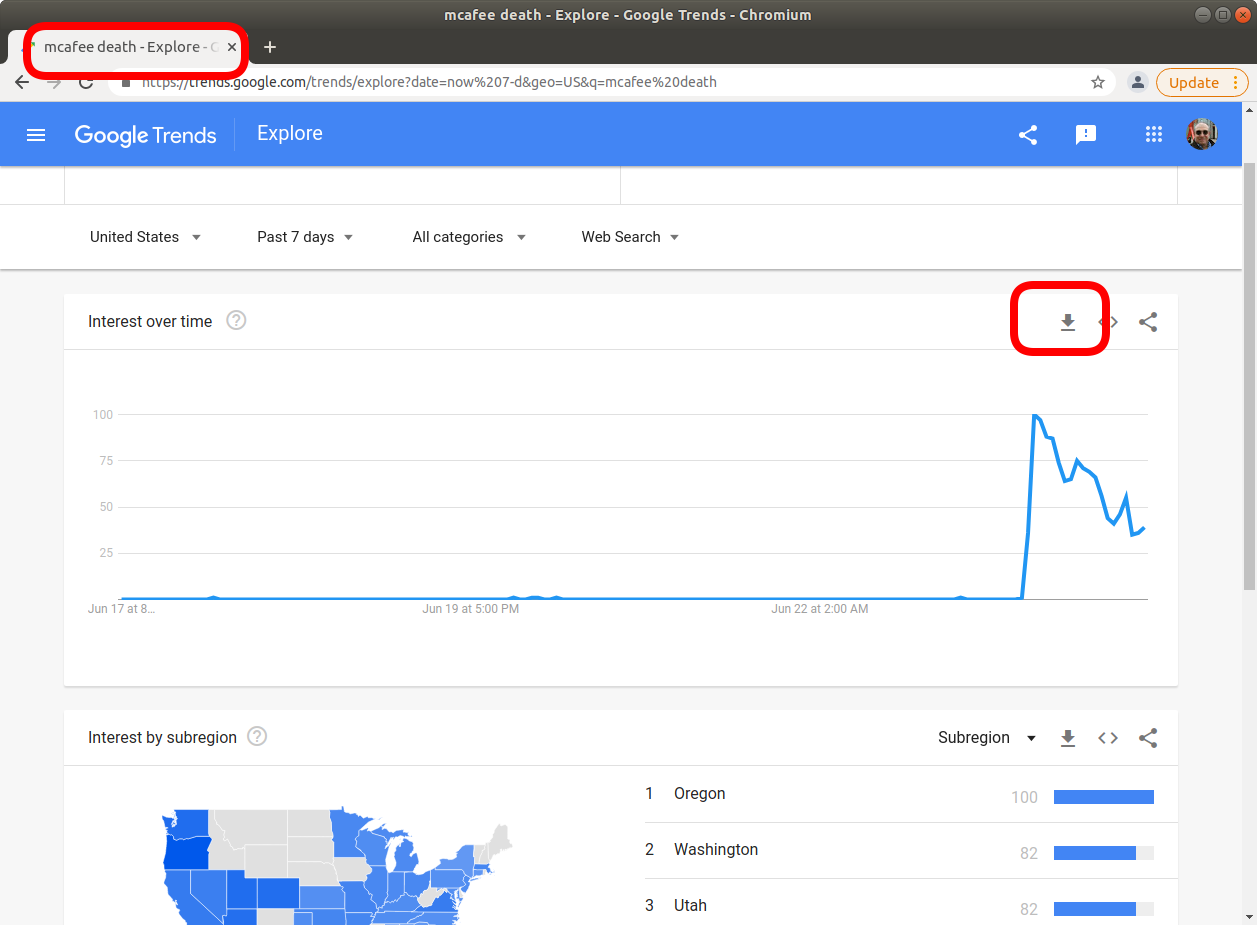 mcafee death - Explore - Google Trends - Chromium
mcafee death - Explore -
https://trends.google.com/trends/explore?date=now%207-d&geo=US&q=mcafee%20death
Update
Google Trends
Explore
United States
Past 7 days
All categories
Web Search
Interest over time
100
75
50
25
Jun 17 at 8...
Jun 19 at 5:00 PM
Jun 22 at 2:00 AM
Interest by subregion
Subregion
1 Oregon 100
2 Washington 82
3 Utah 82